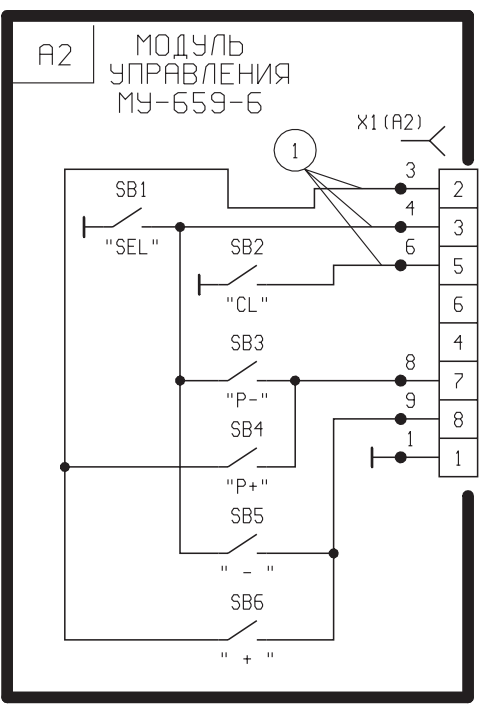 А2
МОДУЛЬ
УПРАВЛЕНИЯ
МУ-659-6
X1(A2)
1
3
2
SB1
4
3
"SEL"
SB2
6
5
"CL"
6
4
SB3
8
7
"P-"
9
8
SB4
1
1
"P+"
SB5
" - "
SB6
" + "